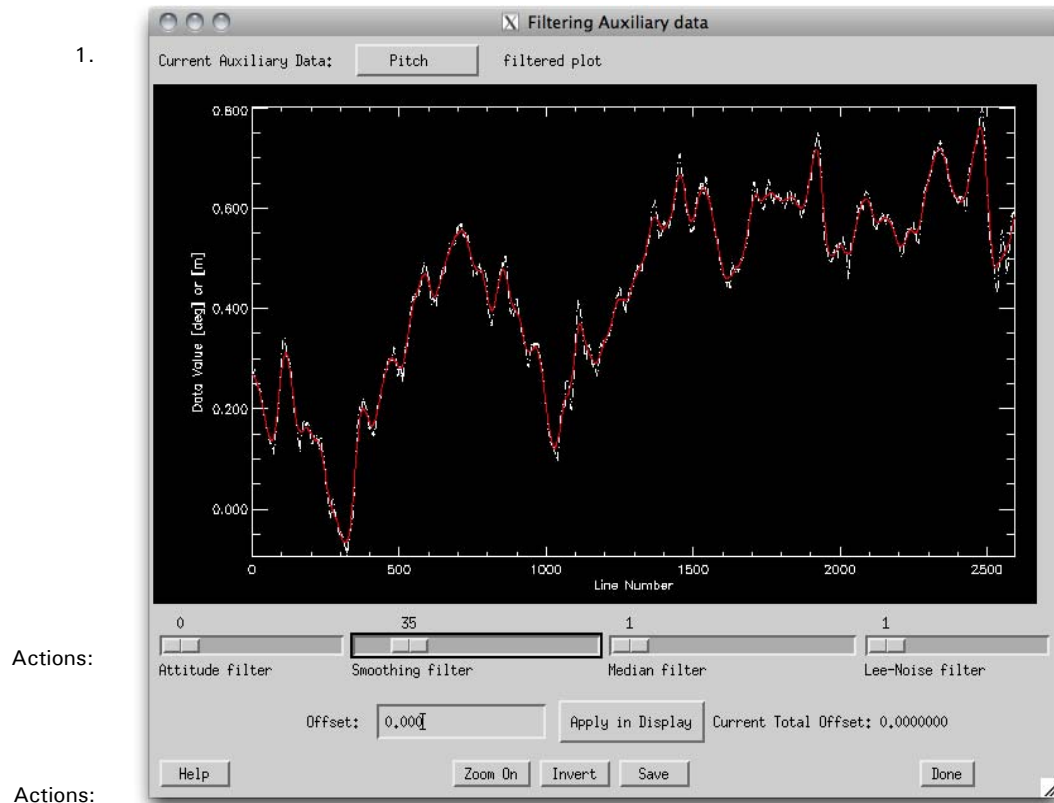 X Filtering Auxiliary data
1.
Current Auxiliary Data: Pitch filtered plot
0.800
0.600
0.400
0.200
0.000
Data Value [deg] or [m]
0 500 1000 1500 2000 2500
Line Number
0 35 1 1
Actions:
Attitude filter Smoothing filter Median filter Lee-Noise filter
Offset: 0.000 Apply in Display Current Total Offset: 0.0000000
Help Zoom On Invert Save Done
Actions: